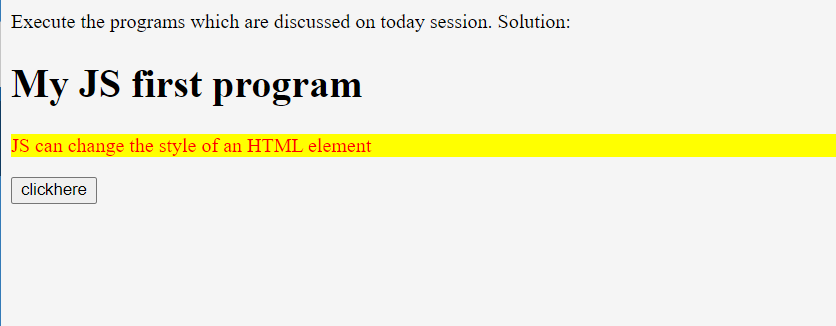 Execute the programs which are discussed on today session. Solution:
My JS first program
JS can change the style of an HTML element
clickhere